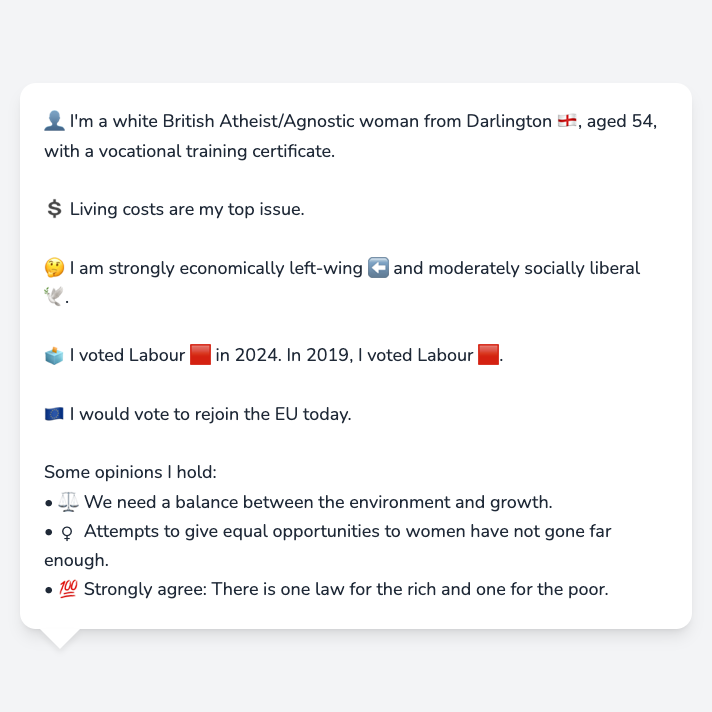 👤 I'm a white British Atheist/Agnostic woman from Darlington 🏴󠁧󠁢󠁥󠁮󠁧󠁿, aged 54,
with a vocational training certificate.
💲 Living costs are my top issue.
🤔 I am strongly economically left-wing ⬅️ and moderately socially liberal
🕊️.
🗳️ I voted Labour 🟥 in 2024. In 2019, I voted Labour 🟥.
🇪🇺 I would vote to rejoin the EU today.
Some opinions I hold:
• ⚖️ We need a balance between the environment and growth.
• ♀ Attempts to give equal opportunities to women have not gone far
enough.
• 💯 Strongly agree: There is one law for the rich and one for the poor.